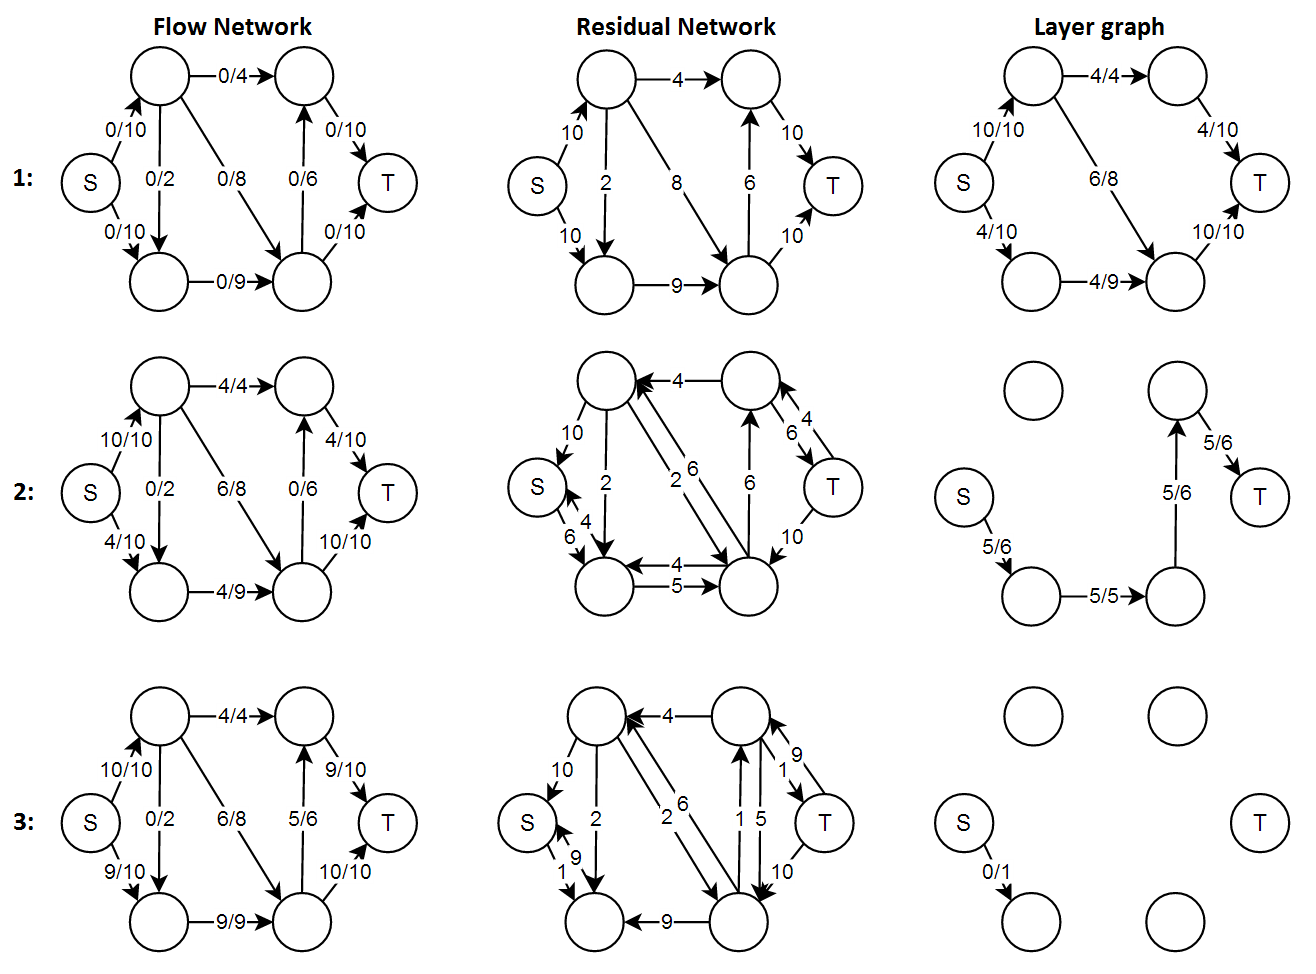 Flow Network Residual Network Layer graph
0/4 4 4/4
0/10 0/10 10 10 10/10 4/10
1: S 0/2 0/8 0/6 T S 2 8 6 T S 6/8 T
0/10 0/10 10 10 4/10 10/10
0/9 9 4/9
4/4 4
10/10 4/10 10 6 4 5/6
2: S 0/2 6/8 0/6 T S 2 2 6 6 T S 5/6 T
4/10 10/10 6 4 10 5/6
4/9 4 5 5/5
4/4 4
10/10 9/10 10 1 9
3: S 0/2 6/8 5/6 T S 2 2 6 1 5 T S T
9/10 10/10 1 9 10 0/1
9/9 9